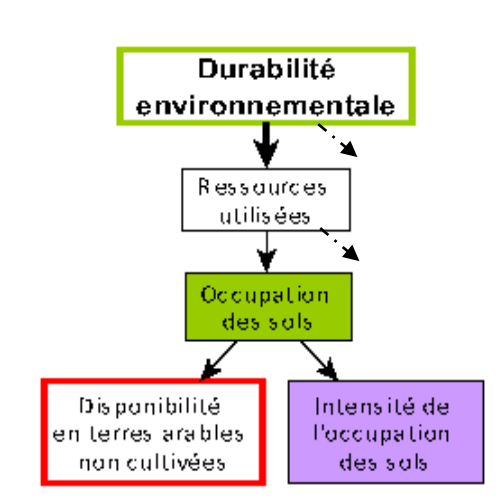 Durabilité
environnementale
Ressources
utilisées
Occupation
des sols
Disponibilité
en terres arables
non cultivées
Intensité de
l'occupation
des sols